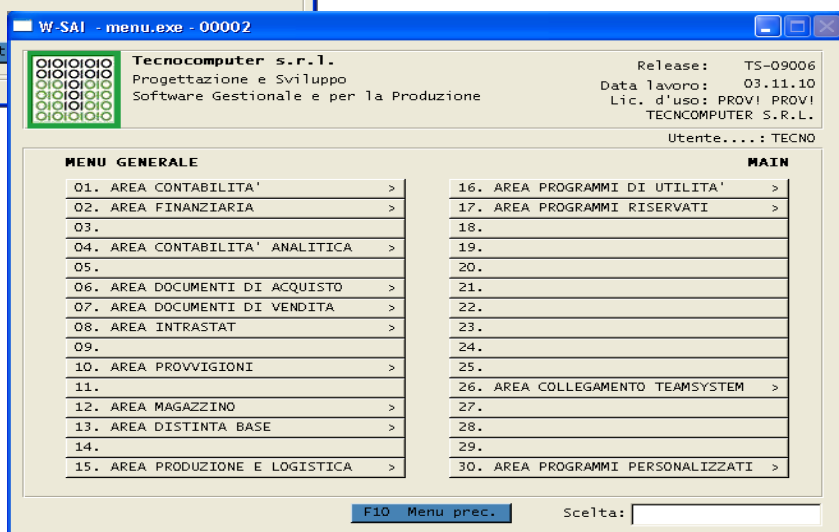 W-SAI - menu.exe - 00002
Tecnocomputer s.r.l.
Progettazione e Sviluppo
Software Gestionale e per la Produzione
Release: TS-09006
Data lavoro: 03.11.10
Lic. d'uso: PROV! PROV!
TECNCOMPUTER S.R.L.
Utente....: TECNO
MENU GENERALE
MAIN
01. AREA CONTABILITA' >
02. AREA FINANZIARIA >
03.
04. AREA CONTABILITA' ANALITICA >
05.
06. AREA DOCUMENTI DI ACQUISTO >
07. AREA DOCUMENTI DI VENDITA >
08. AREA INTRASTAT >
09.
10. AREA PROVVIGIONI >
11.
12. AREA MAGAZZINO >
13. AREA DISTINTA BASE >
14.
15. AREA PRODUZIONE E LOGISTICA >
16. AREA PROGRAMMI DI UTILITA' >
17. AREA PROGRAMMI RISERVATI >
18.
19.
20.
21.
22.
23.
24.
25.
26. AREA COLLEGAMENTO TEAMSYSTEM >
27.
28.
29.
30. AREA PROGRAMMI PERSONALIZZATI >
F10 Menu prec.
Scelta: